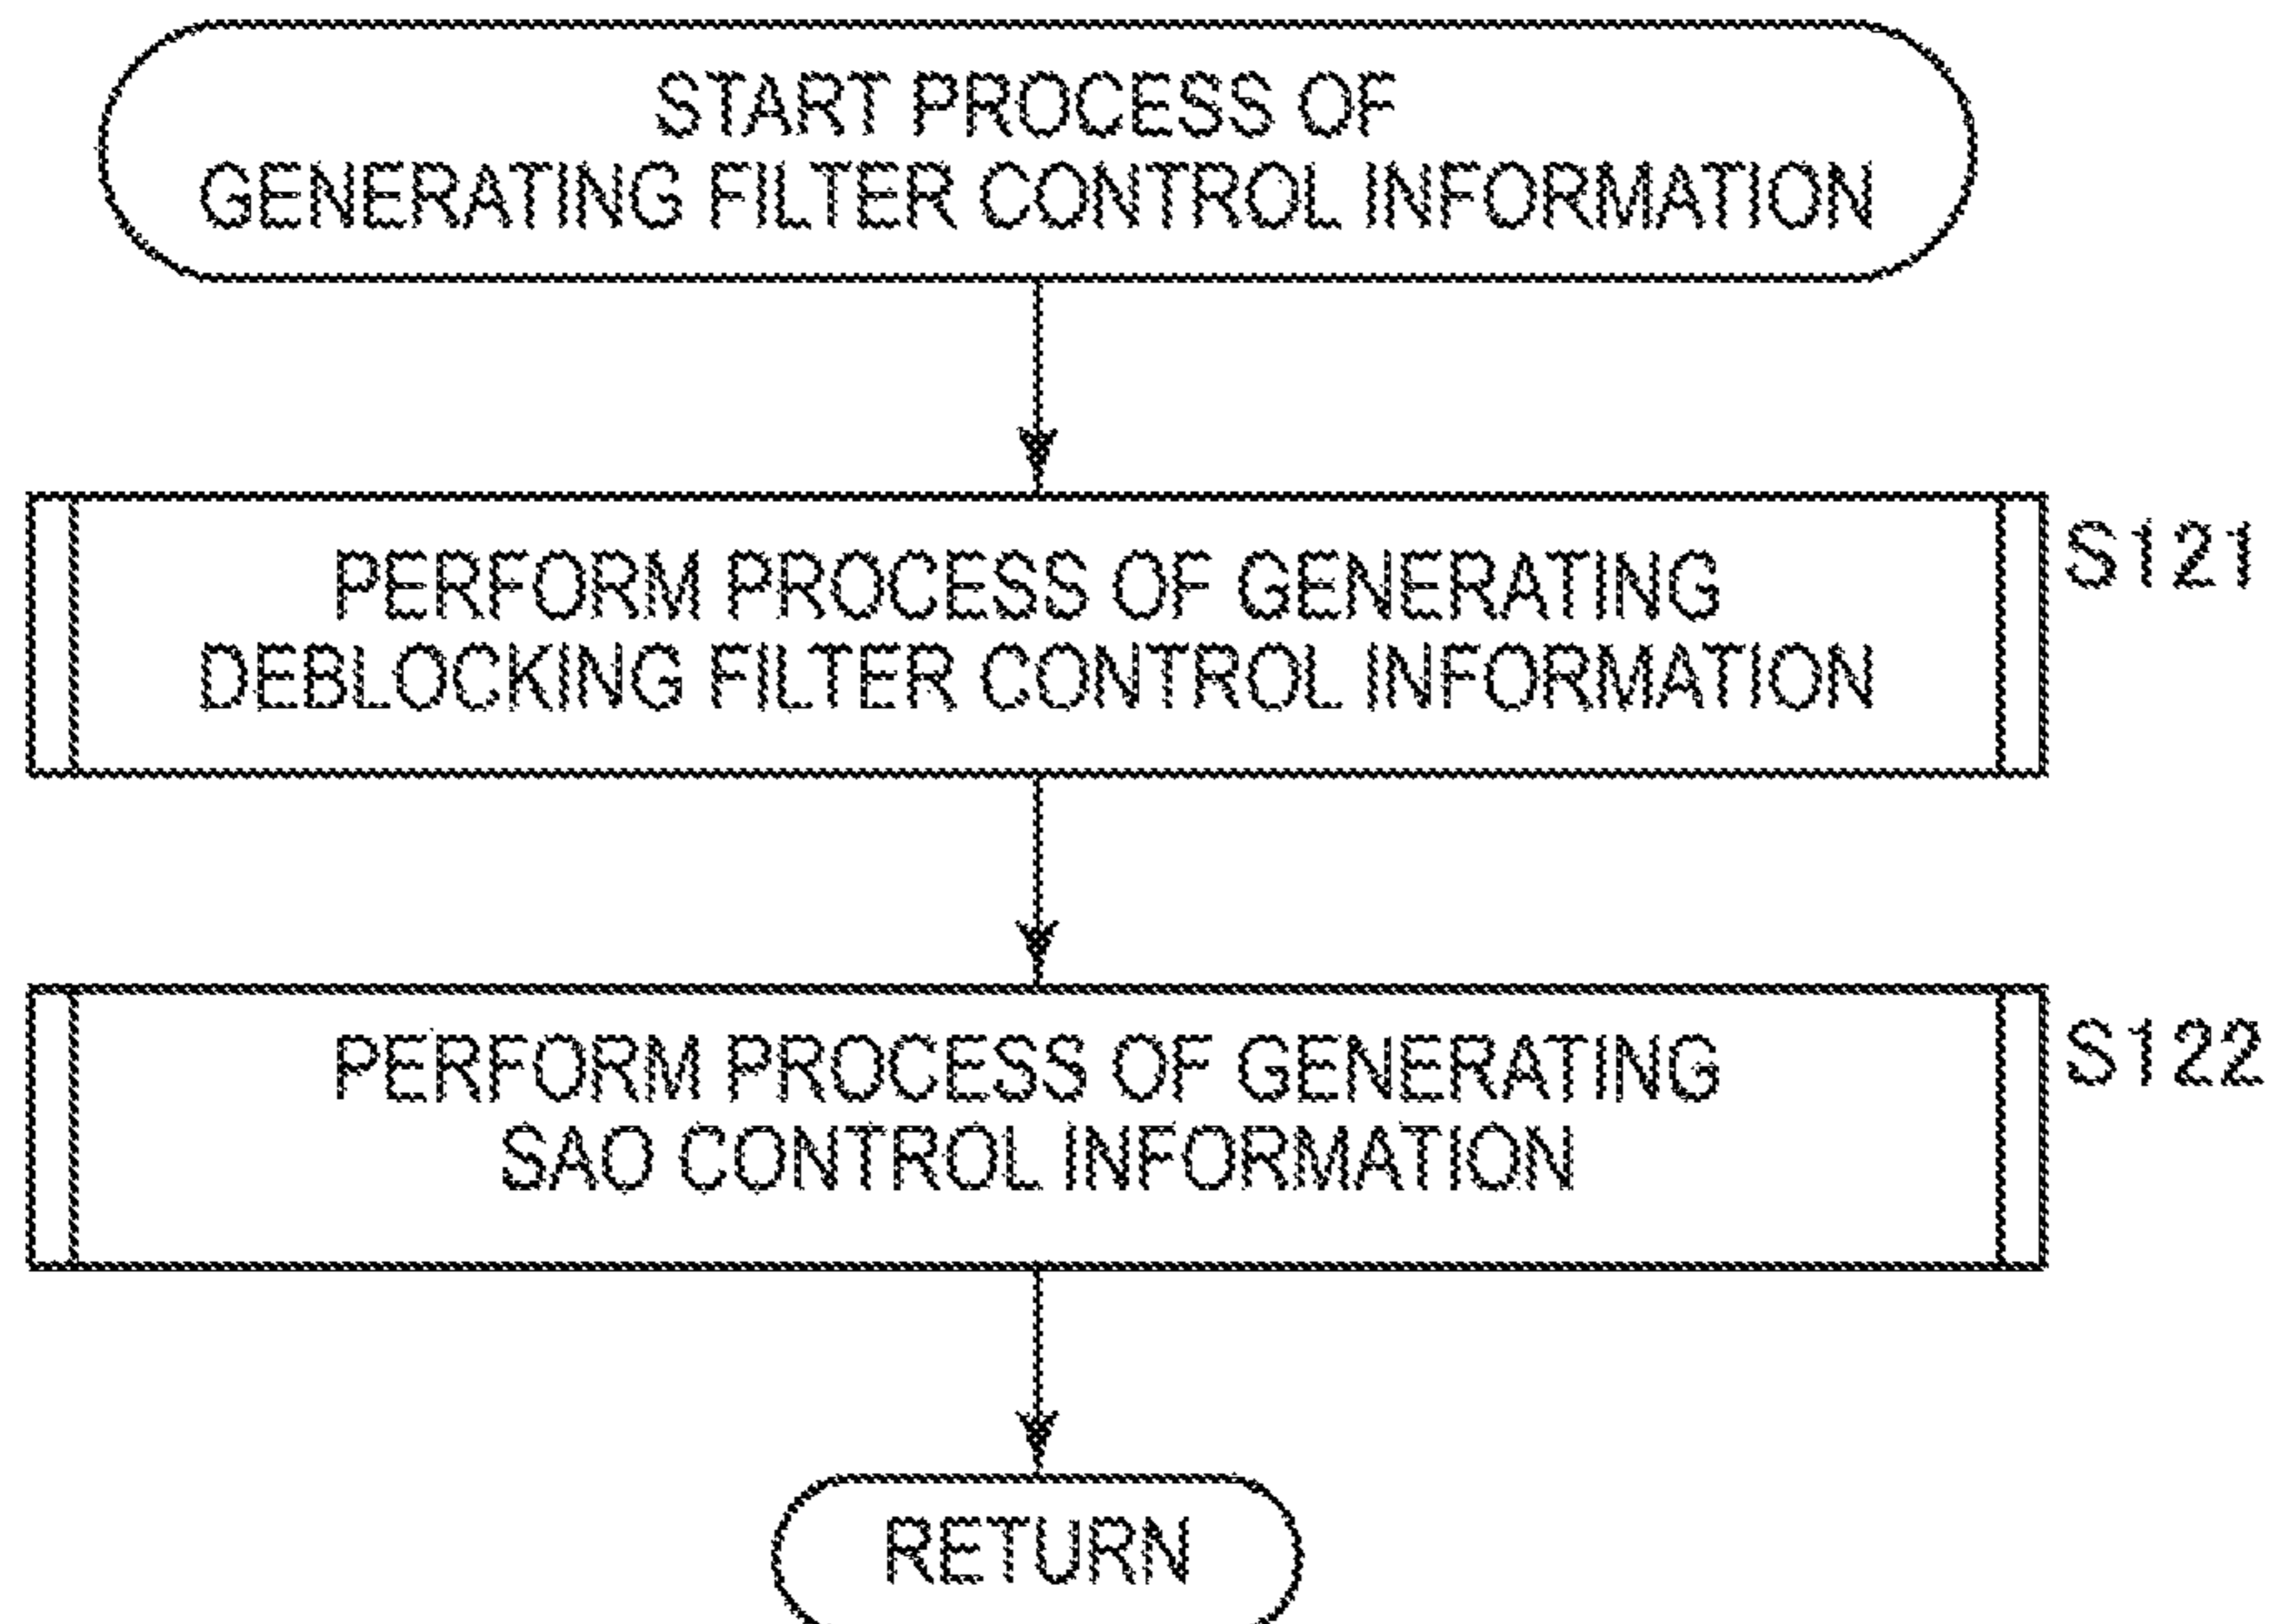 START PROCESS OF
GENERATING FILTER CONTROL INFORMATION
PERFORM PROCESS OF GENERATING
DEBLOCKING FILTER CONTROL INFORMATION
S121
PERFORM PROCESS OF GENERATING
SAO CONTROL INFORMATION
S122
RETURN